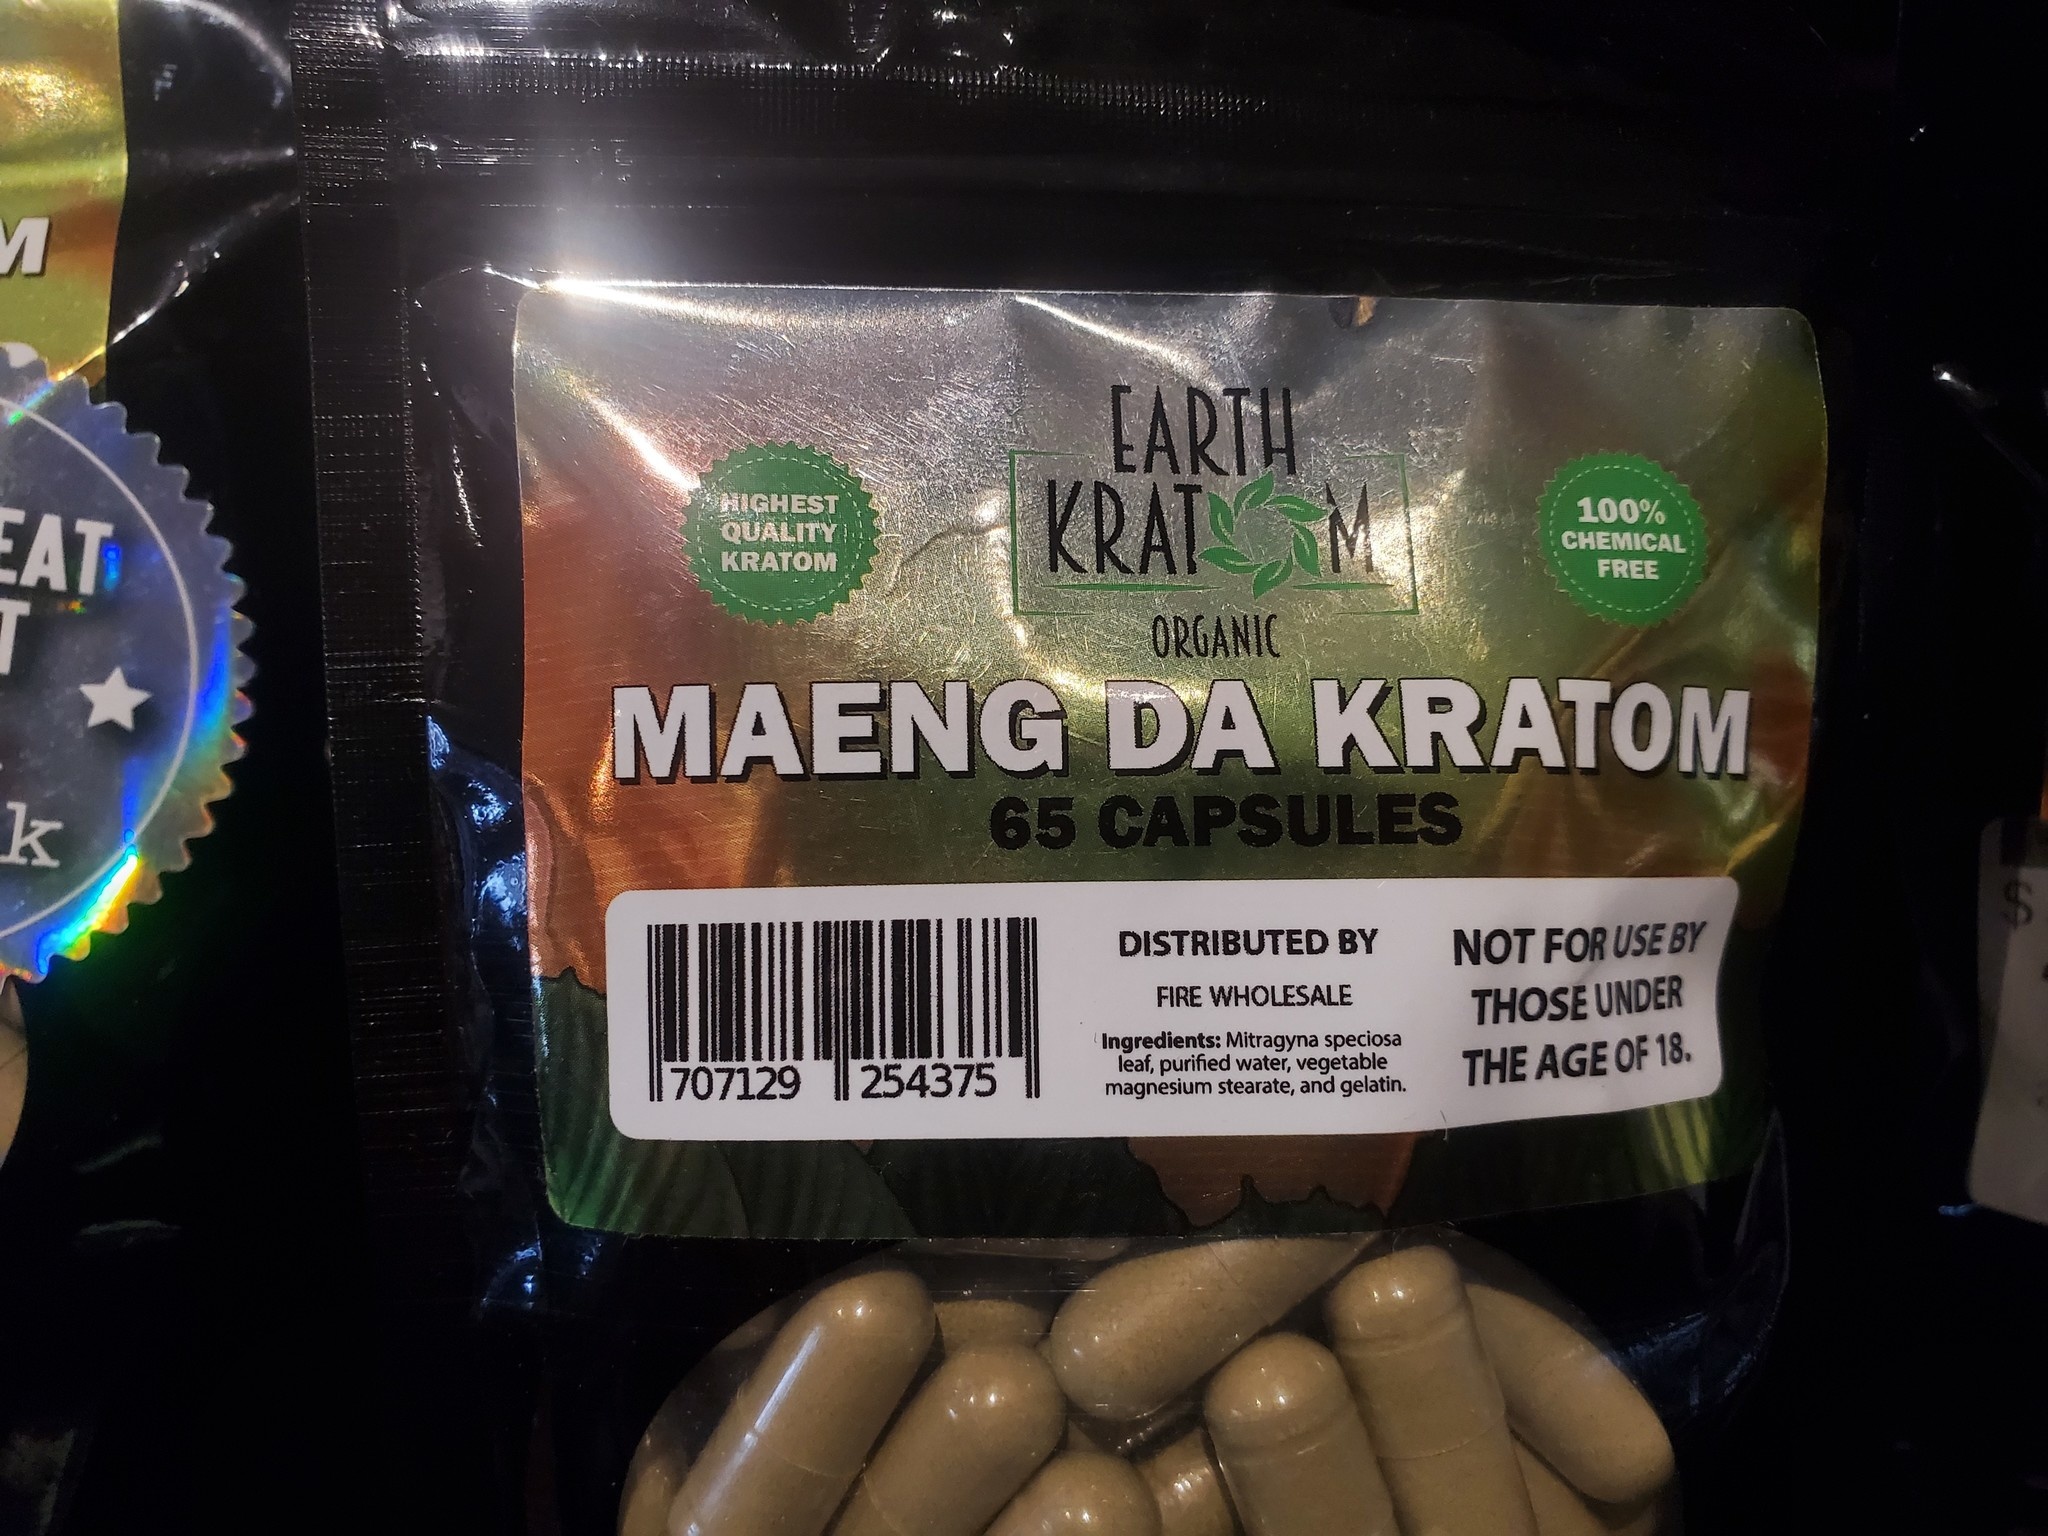 M
EAT
T
k
HIGHEST
QUALITY
KRATOM
EARTH
KRATOM
ORGANIC
100%
CHEMICAL
FREE
MAENG DA KRATOM
65 CAPSULES
707129 254375
DISTRIBUTED BY
FIRE WHOLESALE
Ingredients: Mitragyna speciosa
leaf, purified water, vegetable
magnesium stearate, and gelatin.
NOT FOR USE BY
THOSE UNDER
THE AGE OF 18.
$